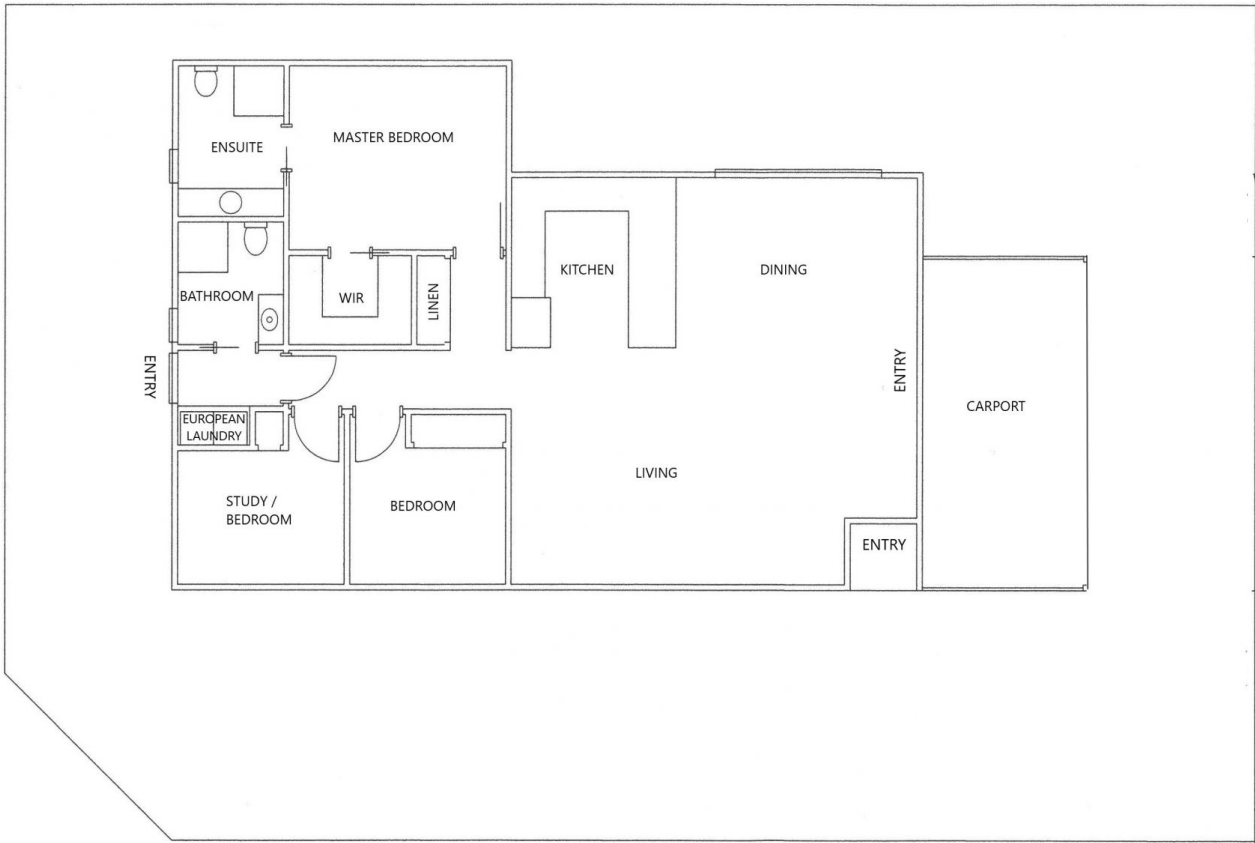 MASTER BEDROOM
ENSUITE
KITCHEN
DINING
BATHROOM
WIR
LINEN
ENTRY
ENTRY
CARPORT
EUROPEAN
LAUNDRY
LIVING
STUDY /
BEDROOM
BEDROOM
ENTRY